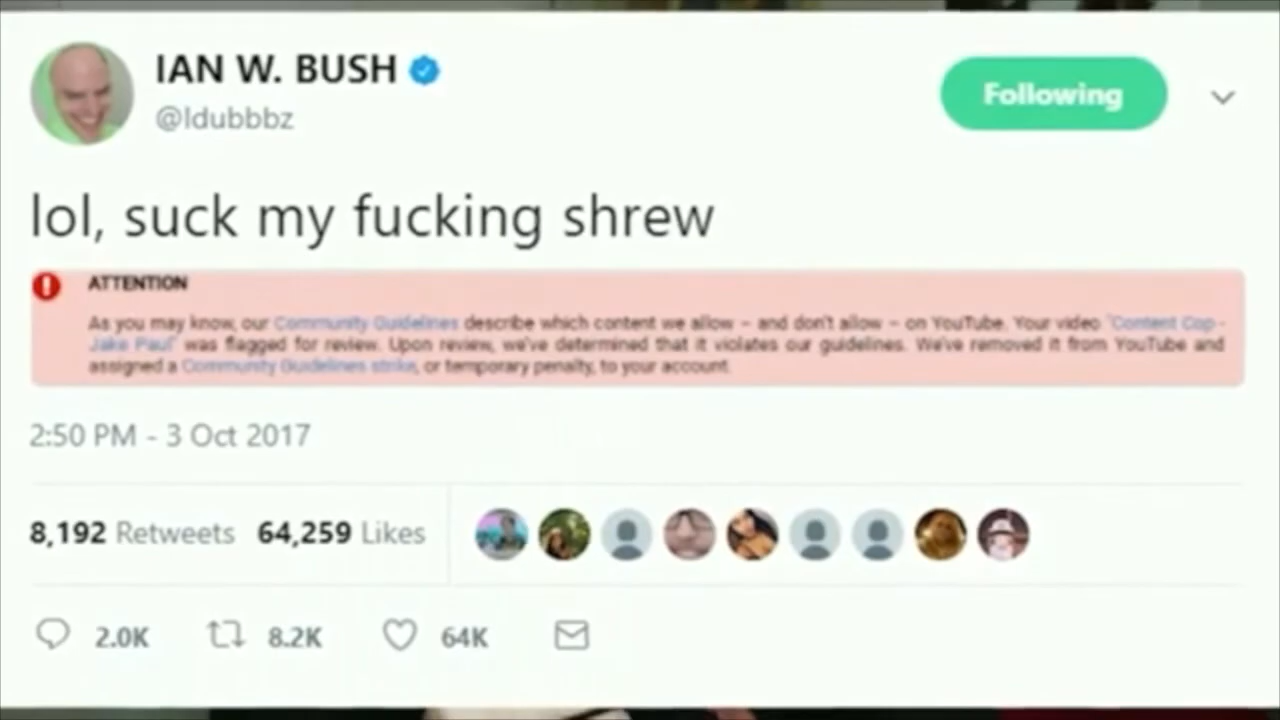 IAN W. BUSH
@Idubbbz
Following
lol, suck my fucking shrew
ATTENTION
As you may know, our Community Guidelines describe which content we allow – and don't allow – on YouTube. Your video "Content Cop -
Jake Paul" was flagged for review. Upon review, we've determined that it violates our guidelines. We've removed it from YouTube and
assigned a Community Guidelines strike, or temporary penalty, to your account.
2:50 PM - 3 Oct 2017
8,192 Retweets 64,259 Likes
2.0K 8.2K 64K